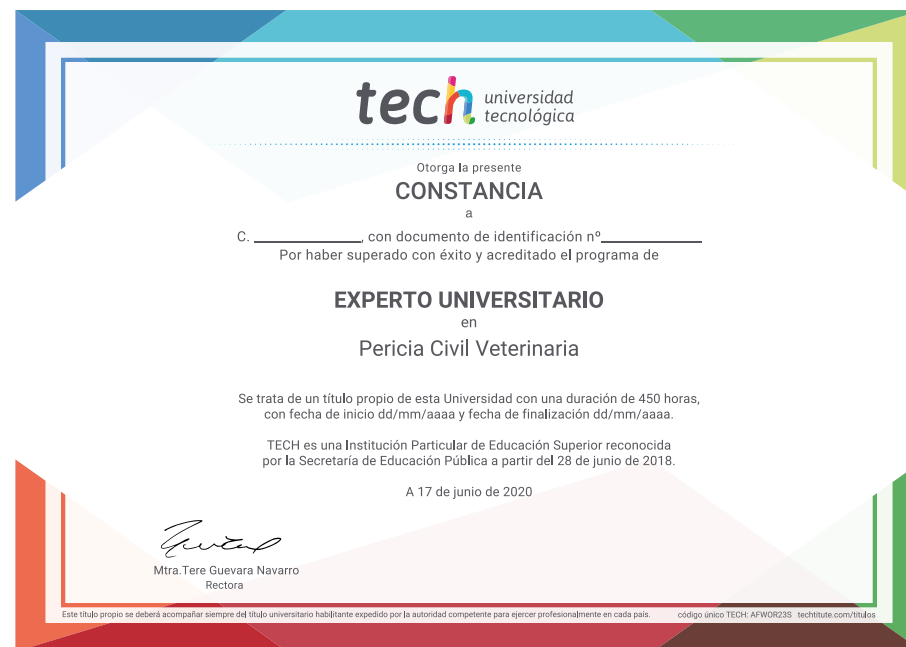 tech universidad
tecnológica
Otorga la presente
CONSTANCIA
a
C. ______________, con documento de identificación nº______________
Por haber superado con éxito y acreditado el programa de
EXPERTO UNIVERSITARIO
en
Pericia Civil Veterinaria
Se trata de un título propio de esta Universidad con una duración de 450 horas,
con fecha de inicio dd/mm/aaaa y fecha de finalización dd/mm/aaaa.
TECH es una Institución Particular de Educación Superior reconocida
por la Secretaría de Educación Pública a partir del 28 de junio de 2018.
A 17 de junio de 2020
Mtra.Tere Guevara Navarro
Rectora
Este título propio se deberá acompañar siempre del título universitario habilitante expedido por la autoridad competente para ejercer profesionalmente en cada país. código único TECH: AFWOR23S techtitute.com/títulos